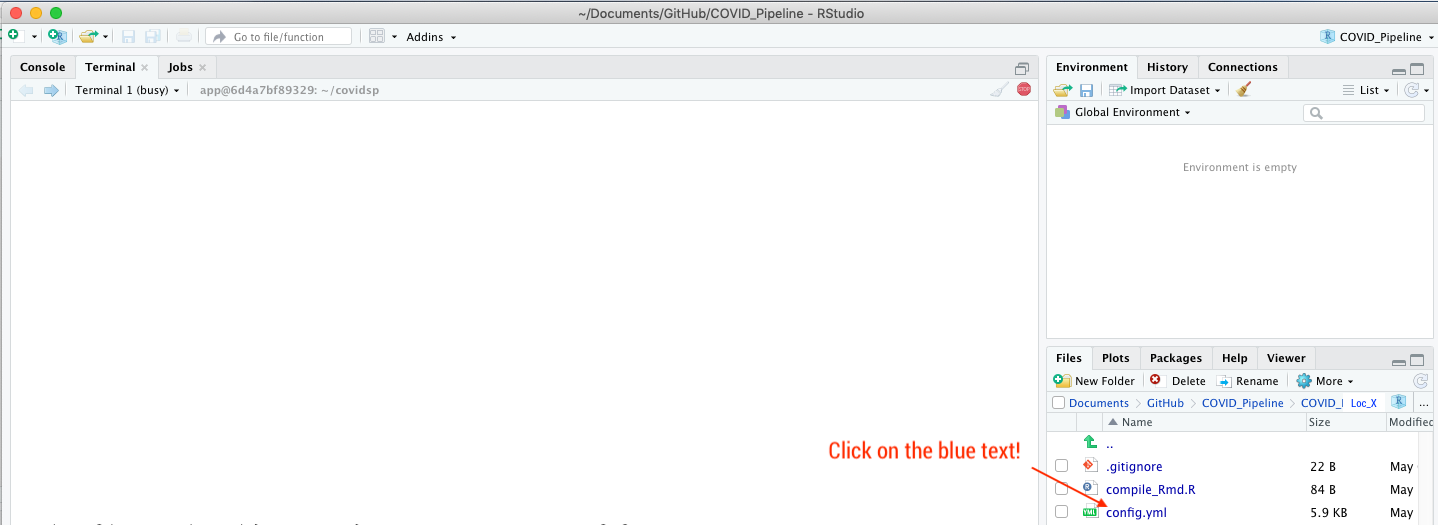 ~/Documents/GitHub/COVID_Pipeline - RStudio
Go to file/function Addins COVID_Pipeline
Console Terminal Jobs
Terminal 1 (busy) app@6d4a7bf89329: ~/covidsp STOP
Environment History Connections
Import Dataset List
Global Environment
Environment is empty
Files Plots Packages Help Viewer
New Folder Delete Rename More
Documents GitHub COVID_Pipeline COVID_I Loc_X ...
Name Size Modified
..
.gitignore 22 B May
compile_Rmd.R 84 B May
Click on the blue text!
config.yml 5.9 KB May